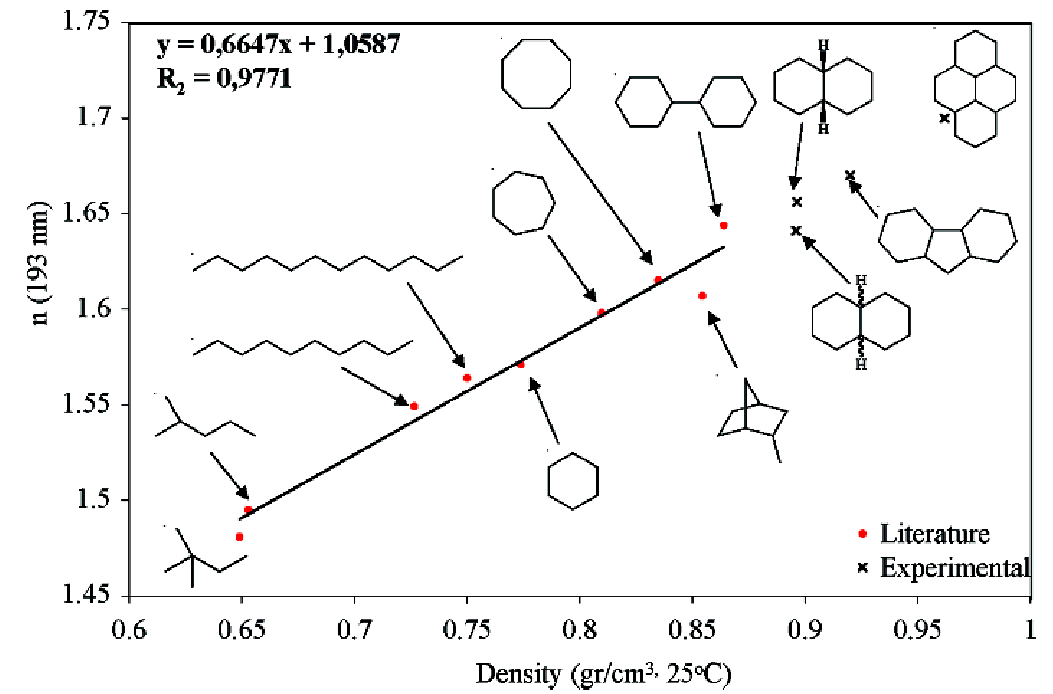 y = 0,6647x + 1,0587
R2 = 0,9771
1.75
1.7
1.65
1.6
1.55
1.5
1.45
n (193 nm)
H
H
H
H
Literature
Experimental
0.6
0.65
0.7
0.75
0.8
0.85
0.9
0.95
1
Density (gr/cm³, 25°C)